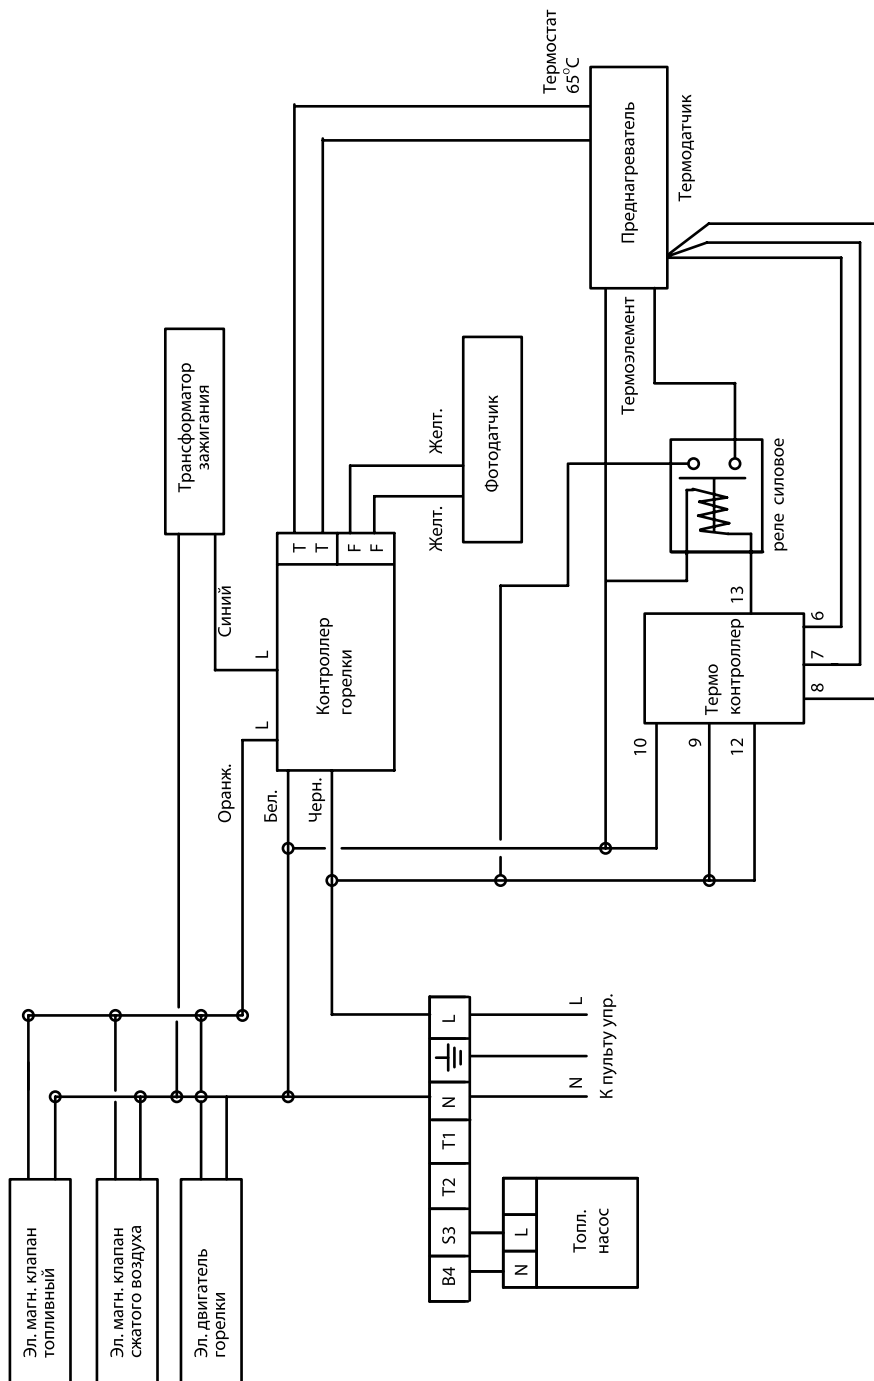 Эл. магн. клапан
топливный
Эл. магн. клапан
сжатого воздуха
Эл. двигатель
горелки
Трансформатор
зажигания
Синий
L
L
Оранж.
Бел.
Черн.
Контроллер
горелки
T
T
F
F
Желт.
Желт.
Фотодатчик
Термостат
65°C
Преднагреватель
Термодатчик
Термоэлемент
реле силовое
Термо
контроллер
13
6
7
8
10
9
12
L
N
T1
T2
S3
B4
L
N
К пульту упр.
L
N
Топл.
насос